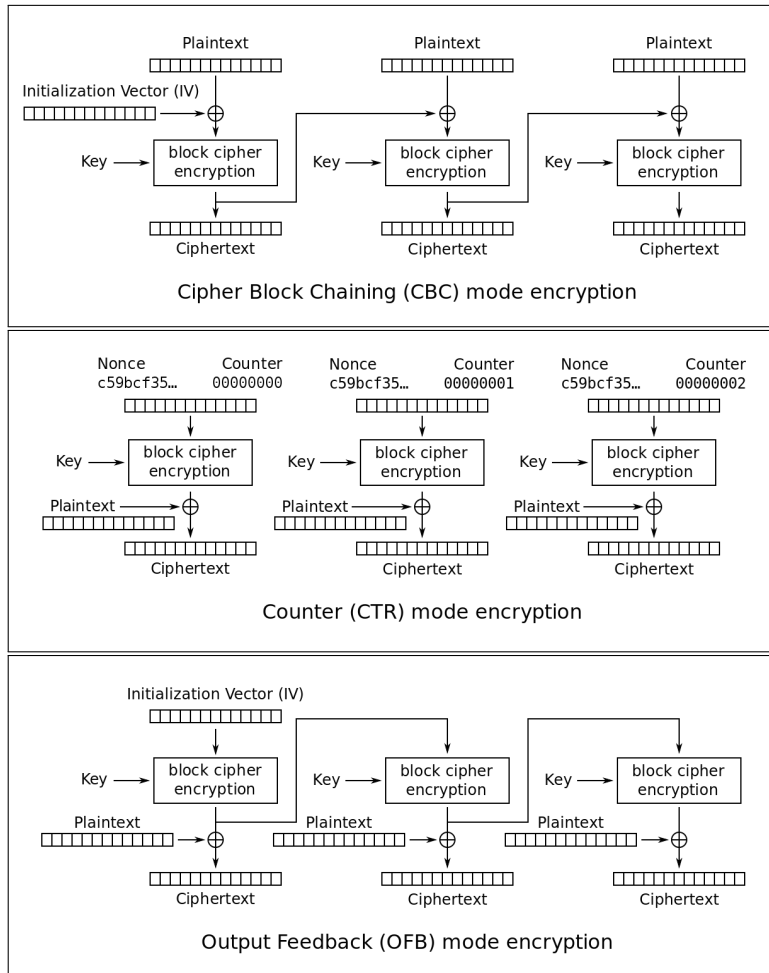 Plaintext
Plaintext
Plaintext
Initialization Vector (IV)
Key
block cipher
encryption
Key
block cipher
encryption
Key
block cipher
encryption
Ciphertext
Ciphertext
Ciphertext
Cipher Block Chaining (CBC) mode encryption
Nonce
c59bcf35…
Counter
00000000
Nonce
c59bcf35…
Counter
00000001
Nonce
c59bcf35…
Counter
00000002
Key
block cipher
encryption
Key
block cipher
encryption
Key
block cipher
encryption
Plaintext
Plaintext
Plaintext
Ciphertext
Ciphertext
Ciphertext
Counter (CTR) mode encryption
Initialization Vector (IV)
Key
block cipher
encryption
Key
block cipher
encryption
Key
block cipher
encryption
Plaintext
Plaintext
Plaintext
Ciphertext
Ciphertext
Ciphertext
Output Feedback (OFB) mode encryption